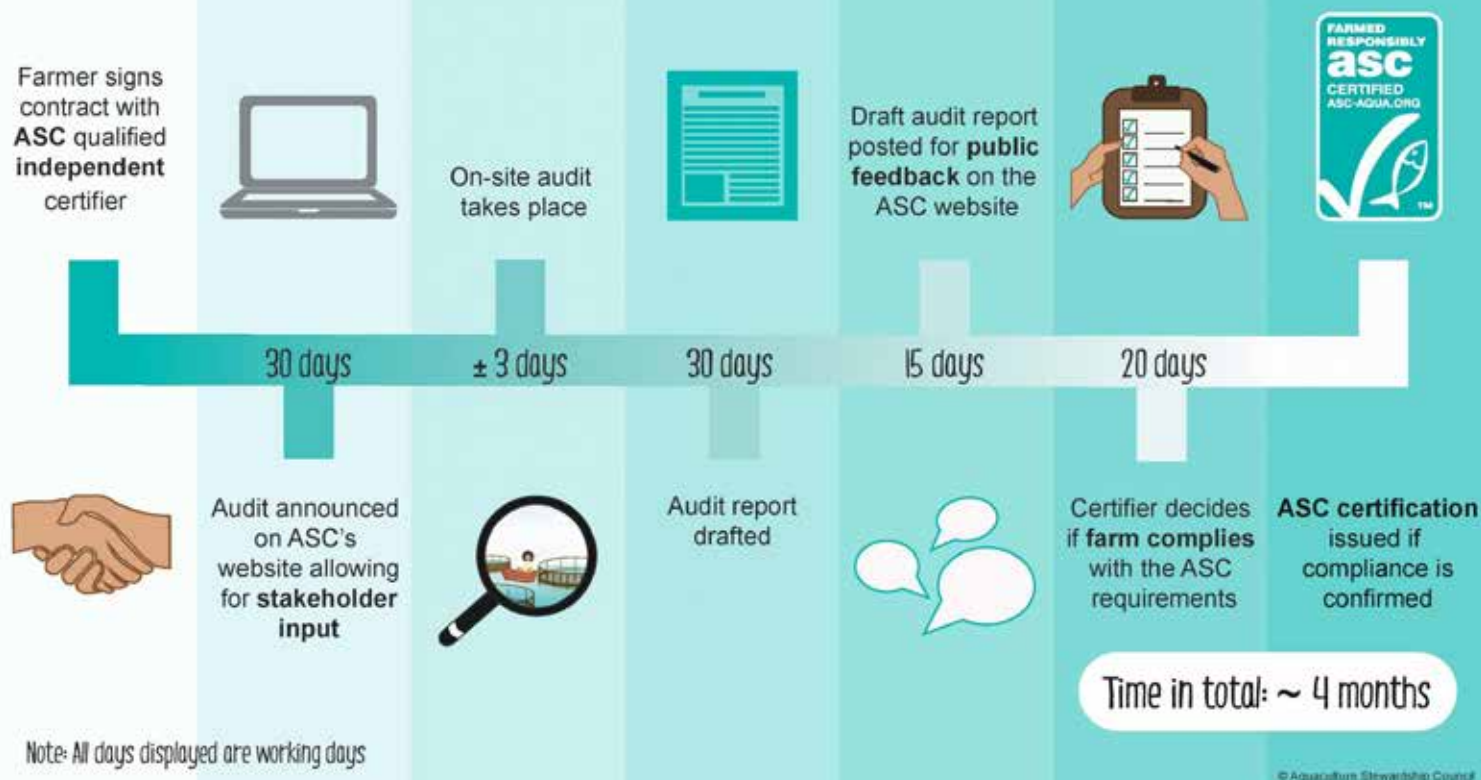 Farmer signs
contract with
ASC qualified
independent
certifier
On-site audit
takes place
Draft audit report
posted for public
feedback on the
ASC website
FARMED
RESPONSIBLY
asc
CERTIFIED
ASC-AQUA.ORG
TM
30 days
± 3 days
30 days
15 days
20 days
Audit announced
on ASC's
website allowing
for stakeholder
input
Audit report
drafted
Certifier decides
if farm complies
with the ASC
requirements
ASC certification
issued if
compliance is
confirmed
Time in total: ~ 4 months
Note: All days displayed are working days
© Aquaculture Stewardship Council